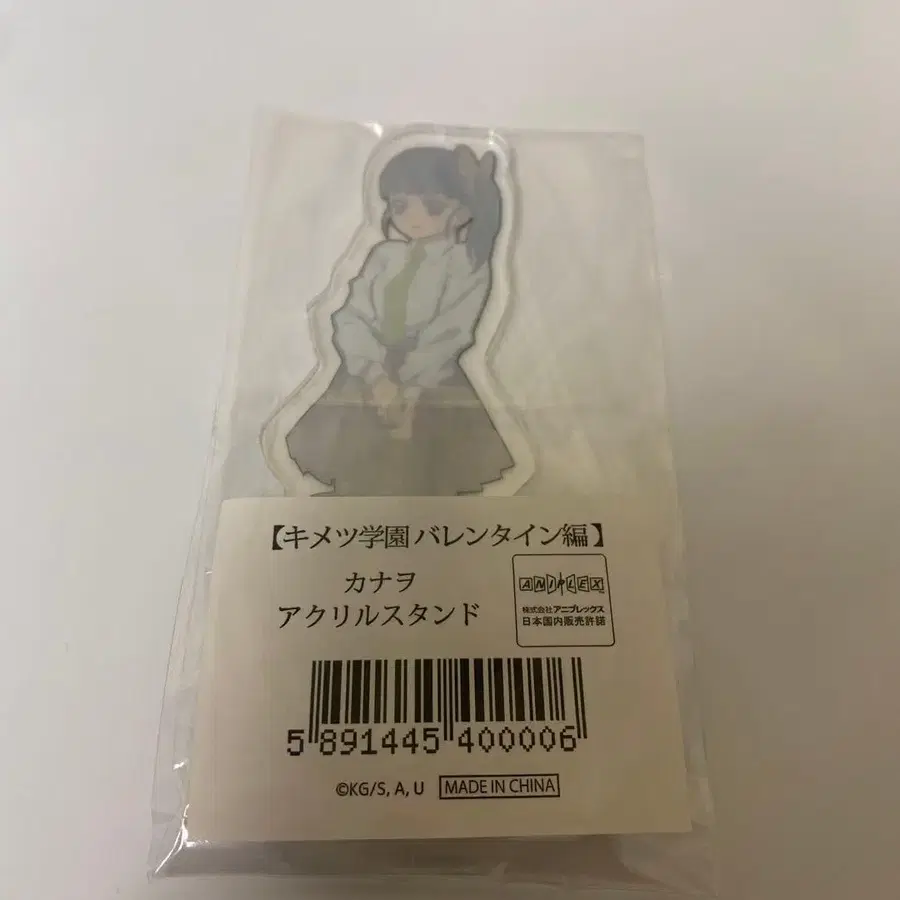 【キメツ学園 バレンタイン編】
カナヲ
アクリルスタンド
ANIPLEX
株式会社アニプレックス
日本国内販売許諾
5 891445 400006
©KG/S, A, U MADE IN CHINA